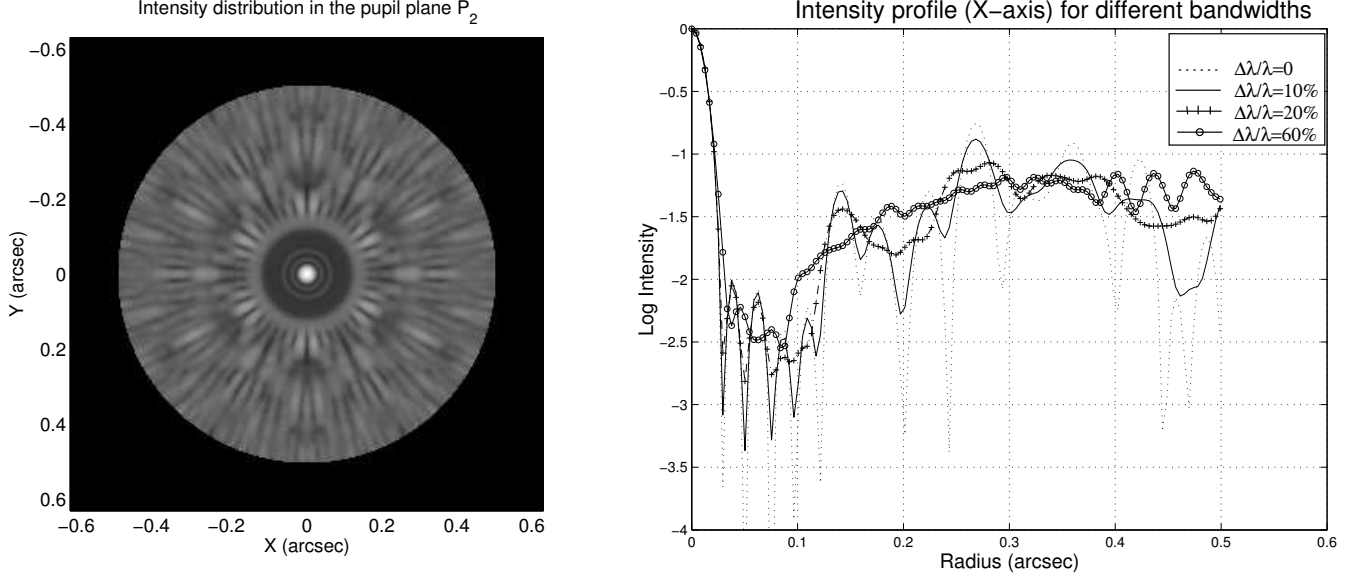 Intensity distribution in the pupil plane P2
−0.6
−0.4
−0.2
0
0.2
0.4
0.6
Y (arcsec)
−0.6 −0.4 −0.2 0 0.2 0.4 0.6
X (arcsec)
Intensity profile (X−axis) for different bandwidths
0
−0.5
−1
−1.5
−2
−2.5
−3
−3.5
−4
Log Intensity
Δλ/λ=0
Δλ/λ=10%
Δλ/λ=20%
Δλ/λ=60%
0 0.1 0.2 0.3 0.4 0.5 0.6
Radius (arcsec)